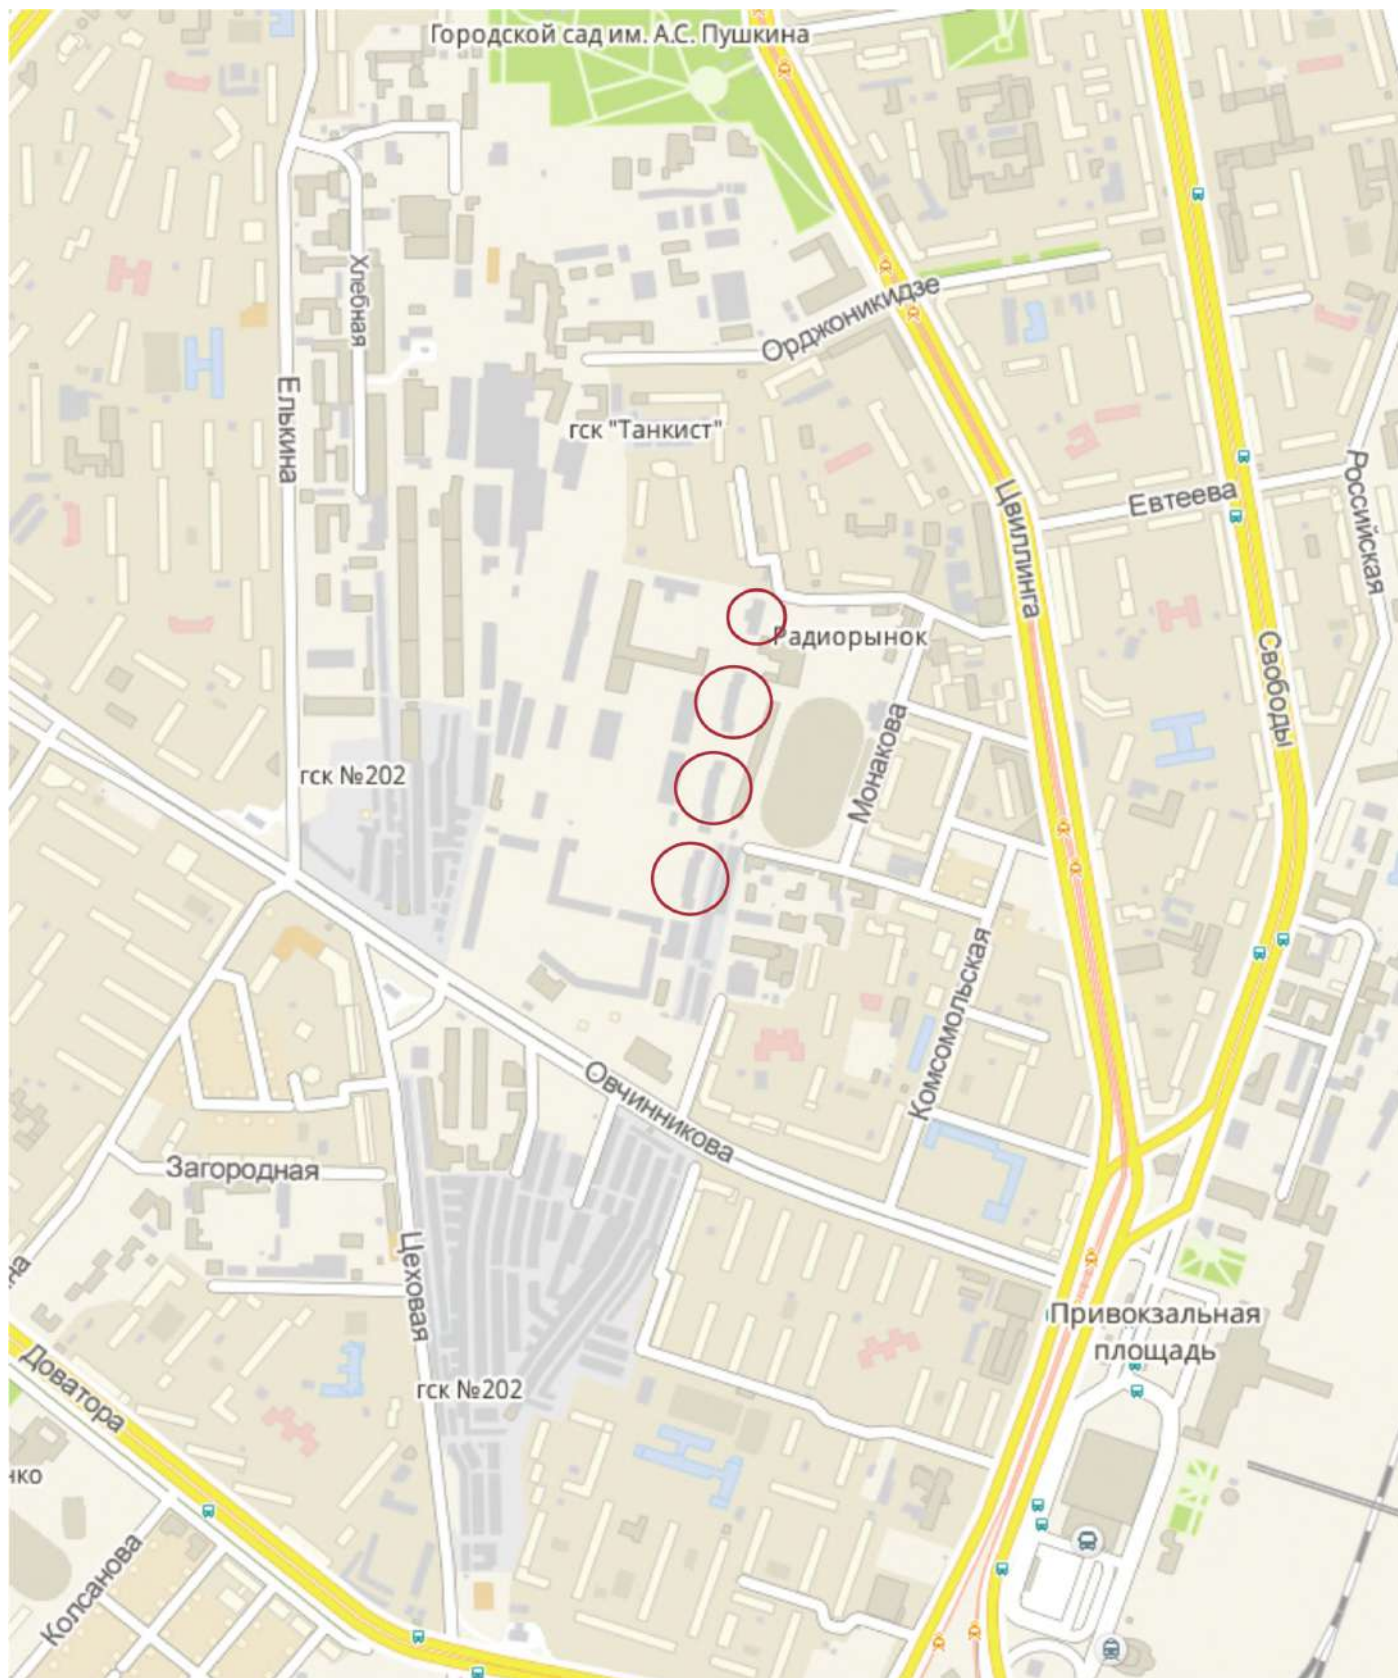 Городской сад им. А.С. Пушкина
Хлебная
Орджоникидзе
Елькина
гск "Танкист"
Цвиллинга
Евтеева
Российская
Радиорынок
Свободы
Монакова
гск №202
Комсомольская
Овчинникова
Загородная
Цеховая
Привокзальная
площадь
Доватора
гск №202
нко
Колсанова